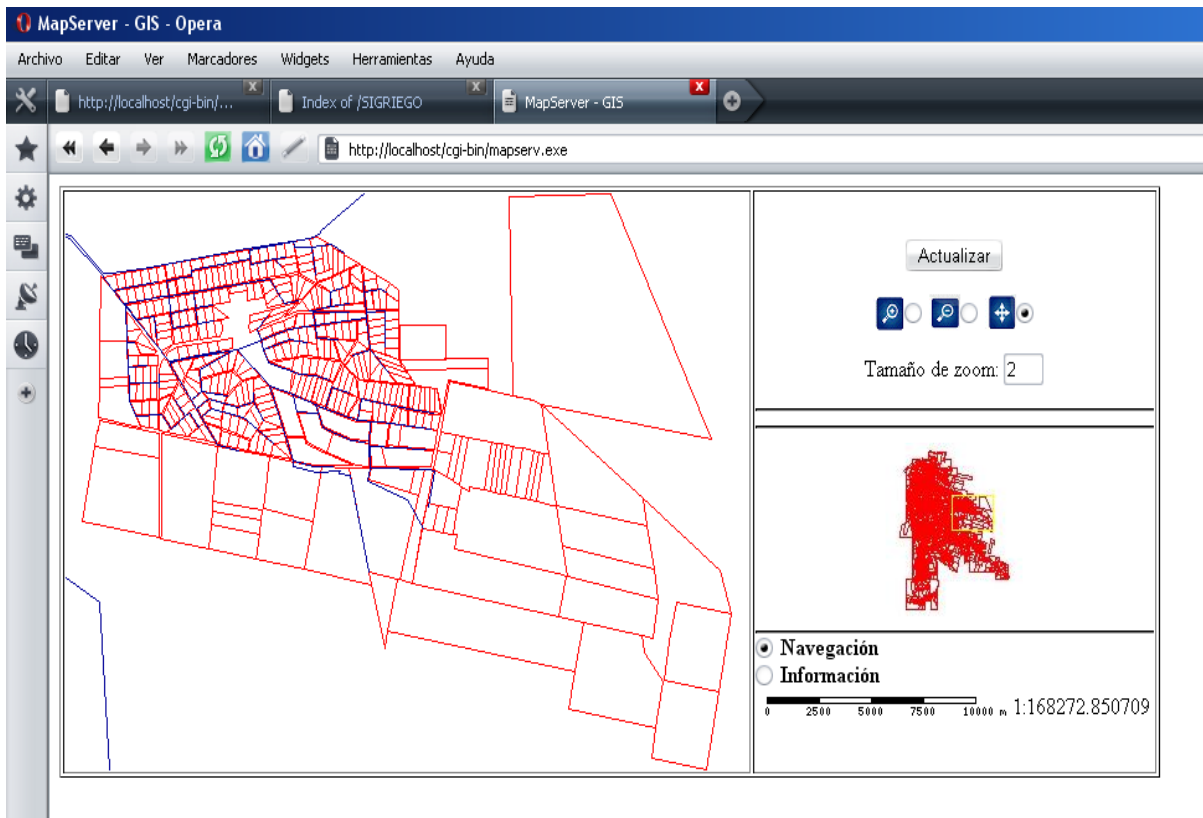 MapServer - GIS - Opera
Archivo Editar Ver Marcadores Widgets Herramientas Ayuda
http://localhost/cgi-bin/... Index of /SIGRIEGO MapServer - GIS
http://localhost/cgi-bin/mapserv.exe
Actualizar
Tamaño de zoom: 2
Navegación
Información
0 2500 5000 7500 10000 m 1:168272.850709